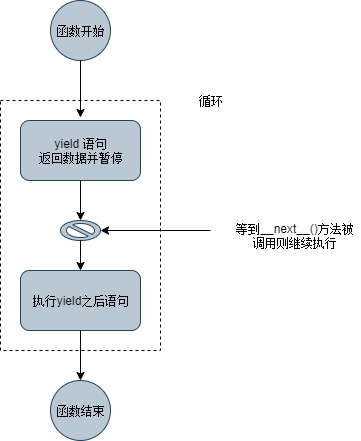 函数开始
循环
yield 语句
返回数据并暂停
等到__next__()方法被
调用则继续执行
执行yield之后语句
函数结束